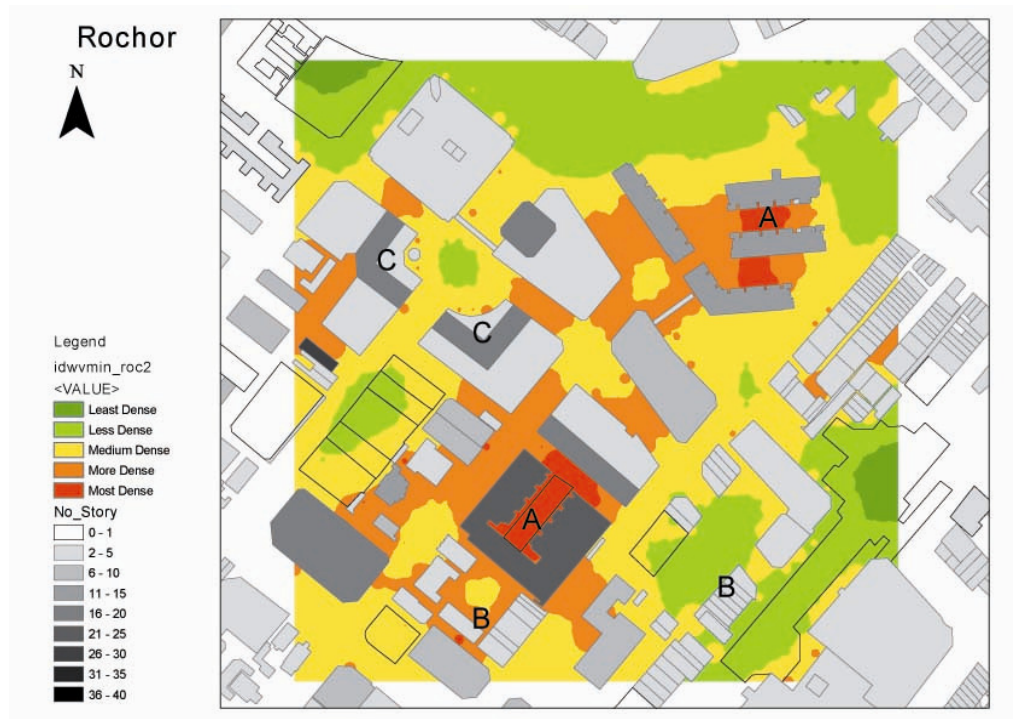 Rochor
N
A
C
C
A
B
B
Legend
idwvmin_roc2
<VALUE>
Least Dense
Less Dense
Medium Dense
More Dense
Most Dense
No_Story
0 - 1
2 - 5
6 - 10
11 - 15
16 - 20
21 - 25
26 - 30
31 - 35
36 - 40